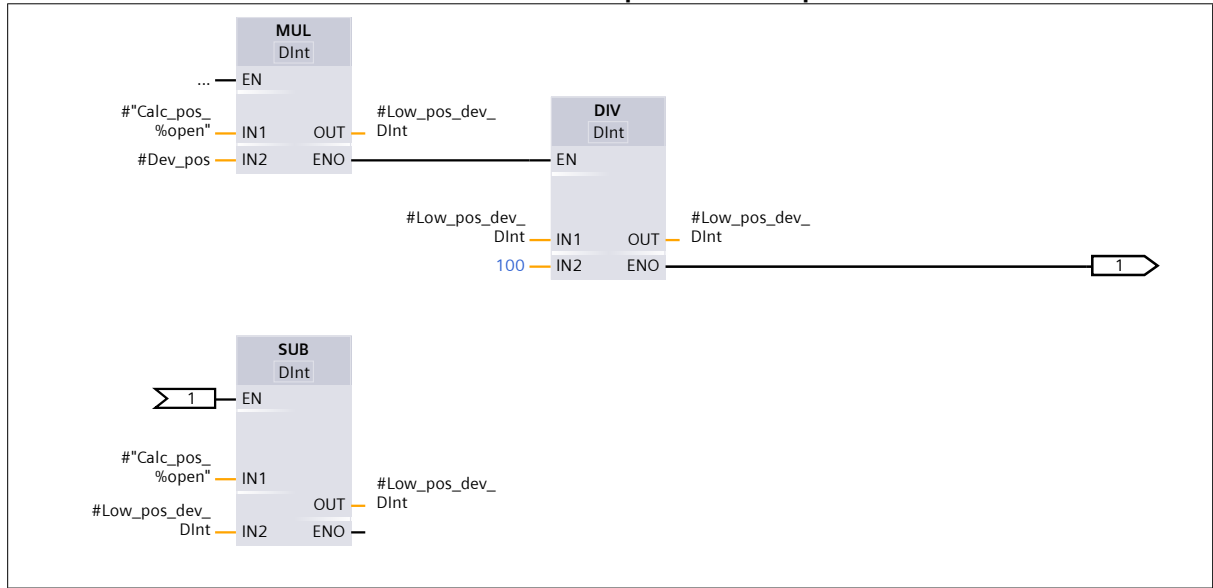 MUL
DInt
... EN
#"Calc_pos_
%open" IN1 OUT
#Low_pos_dev_
DInt
#Dev_pos IN2 ENO
DIV
DInt
EN
#Low_pos_dev_
DInt IN1 OUT
#Low_pos_dev_
DInt
100 IN2 ENO
1
SUB
DInt
1 EN
#"Calc_pos_
%open" IN1
OUT
#Low_pos_dev_
DInt
#Low_pos_dev_
DInt IN2 ENO